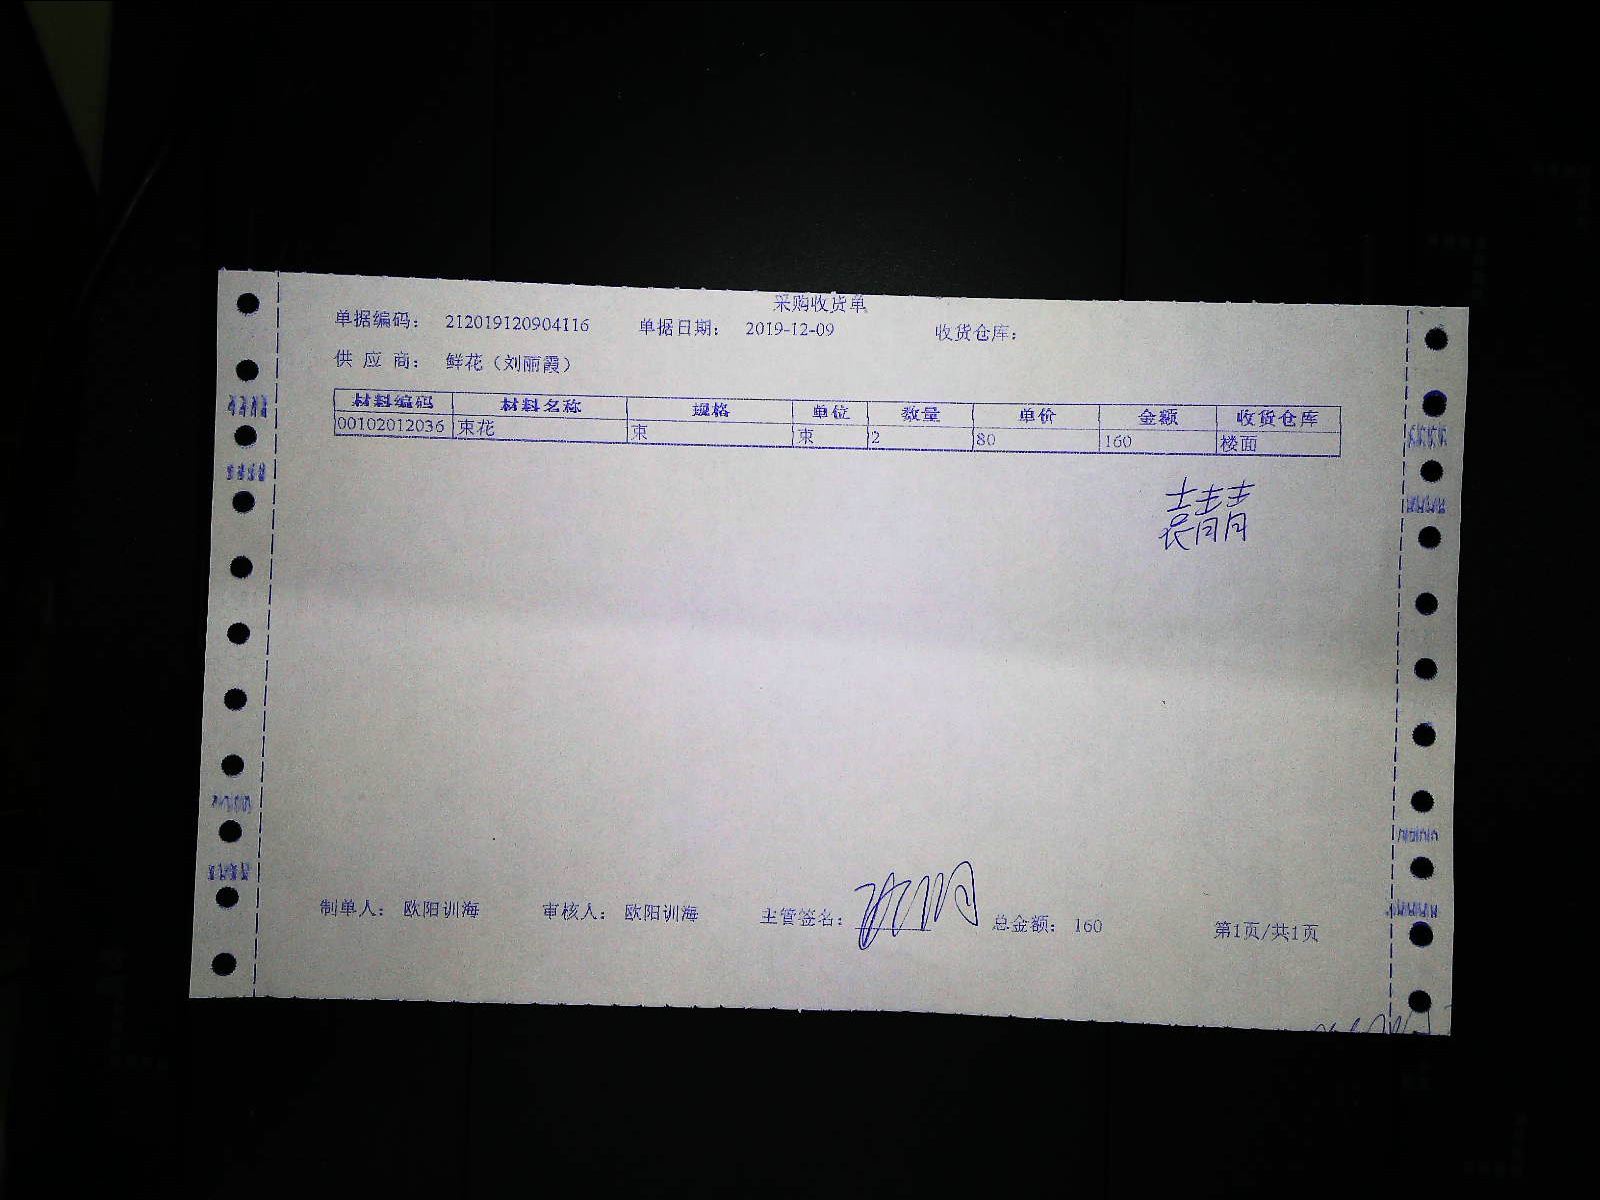 采购收货单
单据编码： 212019120904116 单据日期： 2019-12-09 收货仓库：
供 应 商： 鲜花（刘丽霞）
材料编码 材料名称 规格 单位 数量 单价 金额 收货仓库
00102012036 束花 束 束 2 80 160 楼面
袁青青
制单人： 欧阳训海 审核人： 欧阳训海 主管签名： 总金额： 160 第1页/共1页